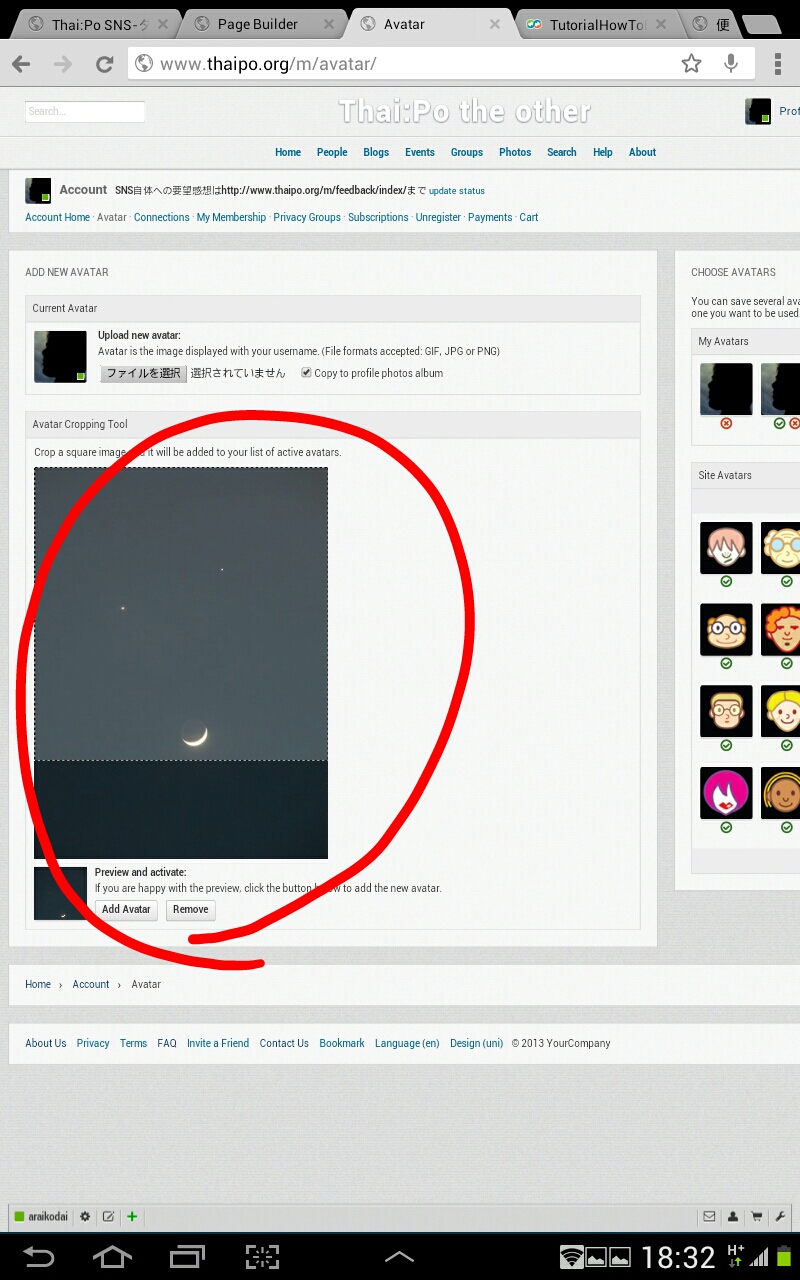 Thai:Po SNS-タ
Page Builder
Avatar
TutorialHowTo
便
www.thaipo.org/m/avatar/
Search...
Thai:Po the other
Prof
Home People Blogs Events Groups Photos Search Help About
Account SNS自体への要望感想はhttp://www.thaipo.org/m/feedback/index/まで update status
Account Home · Avatar · Connections · My Membership · Privacy Groups · Subscriptions · Unregister · Payments · Cart
ADD NEW AVATAR
Current Avatar
Upload new avatar:
Avatar is the image displayed with your username. (File formats accepted: GIF, JPG or PNG)
ファイルを選択 選択されていません Copy to profile photos album
Avatar Cropping Tool
Crop a square image and it will be added to your list of active avatars.
Preview and activate:
If you are happy with the preview, click the button below to add the new avatar.
Add Avatar Remove
CHOOSE AVATARS
You can save several ava
one you want to be used.
My Avatars
Site Avatars
Home › Account › Avatar
About Us Privacy Terms FAQ Invite a Friend Contact Us Bookmark Language (en) Design (uni) © 2013 YourCompany
araikodai
18:32 H+